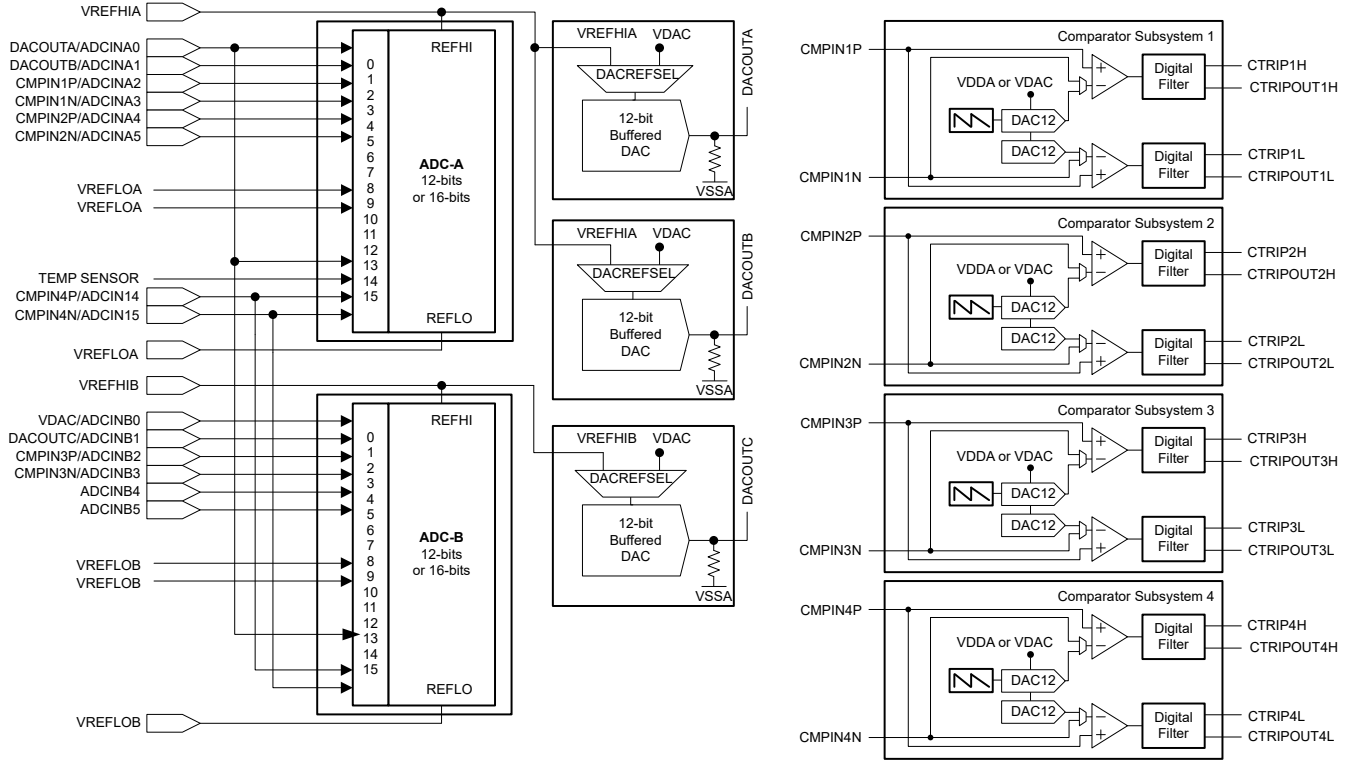 VREFHIA
DACOUTA/ADCINA0
DACOUTB/ADCINA1
CMPIN1P/ADCINA2
CMPIN1N/ADCINA3
CMPIN2P/ADCINA4
CMPIN2N/ADCINA5
VREFLOA
VREFLOA
TEMP SENSOR
CMPIN4P/ADCIN14
CMPIN4N/ADCIN15
VREFLOA
REFHI
0
1
2
3
4
5
6
7
8
9
10
11
12
13
14
15
ADC-A
12-bits
or 16-bits
REFLO
VREFHIB
VDAC/ADCINB0
DACOUTC/ADCINB1
CMPIN3P/ADCINB2
CMPIN3N/ADCINB3
ADCINB4
ADCINB5
VREFLOB
VREFLOB
VREFLOB
REFHI
0
1
2
3
4
5
6
7
8
9
10
11
12
13
14
15
ADC-B
12-bits
or 16-bits
REFLO
VREFHIA VDAC
DACREFSEL
12-bit
Buffered
DAC
VSSA
DACOUTA
VREFHIA VDAC
DACREFSEL
12-bit
Buffered
DAC
VSSA
DACOUTB
VREFHIB VDAC
DACREFSEL
12-bit
Buffered
DAC
VSSA
DACOUTC
Comparator Subsystem 1
CMPIN1P
VDDA or VDAC
DAC12
DAC12
CMPIN1N
+
−
−
+
Digital
Filter
Digital
Filter
CTRIP1H
CTRIPOUT1H
CTRIP1L
CTRIPOUT1L
Comparator Subsystem 2
CMPIN2P
VDDA or VDAC
DAC12
DAC12
CMPIN2N
+
−
−
+
Digital
Filter
Digital
Filter
CTRIP2H
CTRIPOUT2H
CTRIP2L
CTRIPOUT2L
Comparator Subsystem 3
CMPIN3P
VDDA or VDAC
DAC12
DAC12
CMPIN3N
+
−
−
+
Digital
Filter
Digital
Filter
CTRIP3H
CTRIPOUT3H
CTRIP3L
CTRIPOUT3L
Comparator Subsystem 4
CMPIN4P
VDDA or VDAC
DAC12
DAC12
CMPIN4N
+
−
−
+
Digital
Filter
Digital
Filter
CTRIP4H
CTRIPOUT4H
CTRIP4L
CTRIPOUT4L